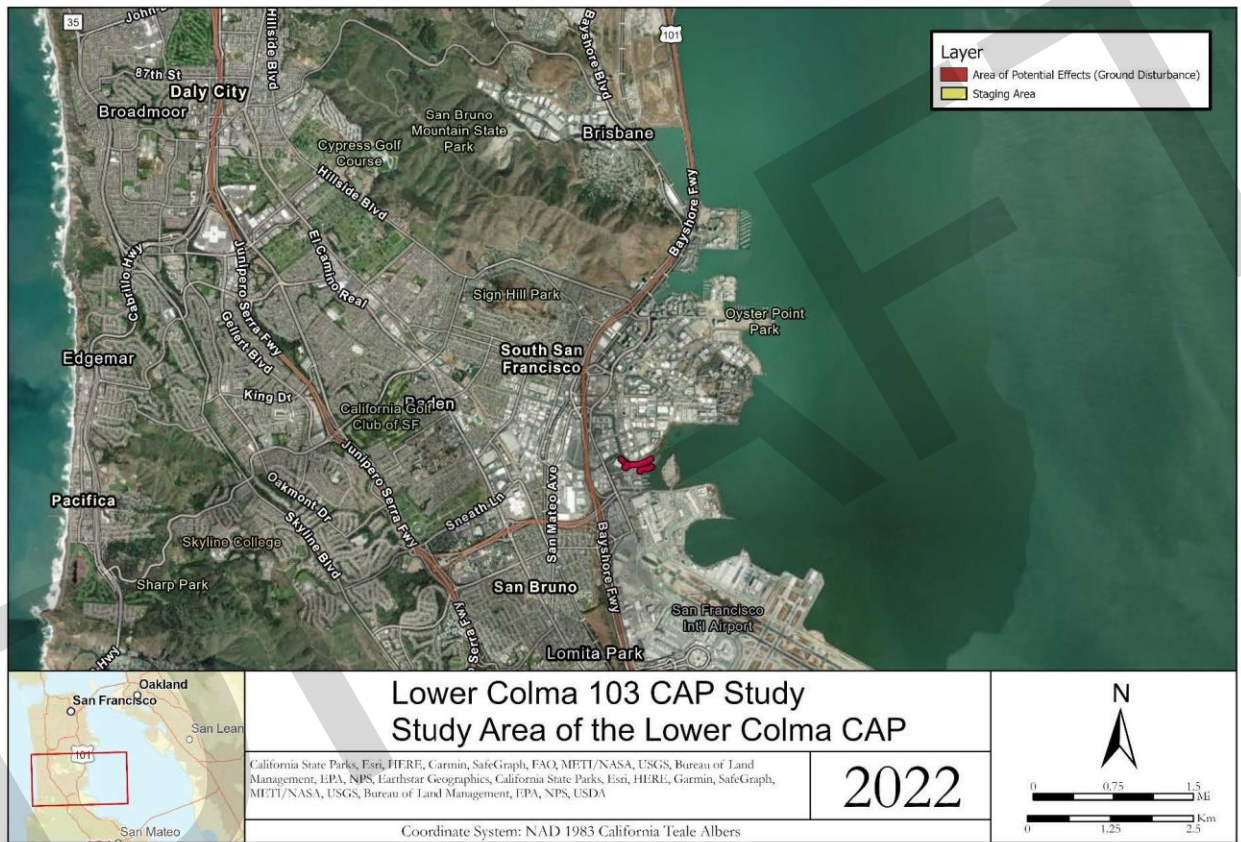 35
John
Hillside Blvd
Bayshore Blvd
101
87th St
Daly City
Broadmoor
San Bruno
Mountain State
Park
Brisbane
Cypress Golf
Course
Hillside Blvd
Bayshore Fwy
Cabrillo Hwy
Junipero Serra Fwy
El Camino Real
Sign Hill Park
Oyster Point
Park
Gellert Blvd
Edgemar
South San
Francisco
King Dr
California Golf
Club of SF
Baden
Junipero Serra Fwy
Pacifica
Oakmont Dr
Skyline Blvd
Sneath Ln
San Mateo Ave
Bayshore Fwy
Skyline College
Sharp Park
San Bruno
San Francisco
Int'l Airport
Hwy
Serra Fwy
Lomita Park
Layer
Area of Potential Effects (Ground Disturbance)
Staging Area
Oakland
San Francisco
San Lean
101
San Mateo
Lower Colma 103 CAP Study
Study Area of the Lower Colma CAP
California State Parks, Esri, HERE, Garmin, SafeGraph, FAO, METI/NASA, USGS, Bureau of Land
Management, EPA, NPS, Earthstar Geographics, California State Parks, Esri, HERE, Garmin, SafeGraph,
METI/NASA, USGS, Bureau of Land Management, EPA, NPS, USDA
2022
Coordinate System: NAD 1983 California Teale Albers
N
0 0.75 1.5
Mi
Km
0 1.25 2.5